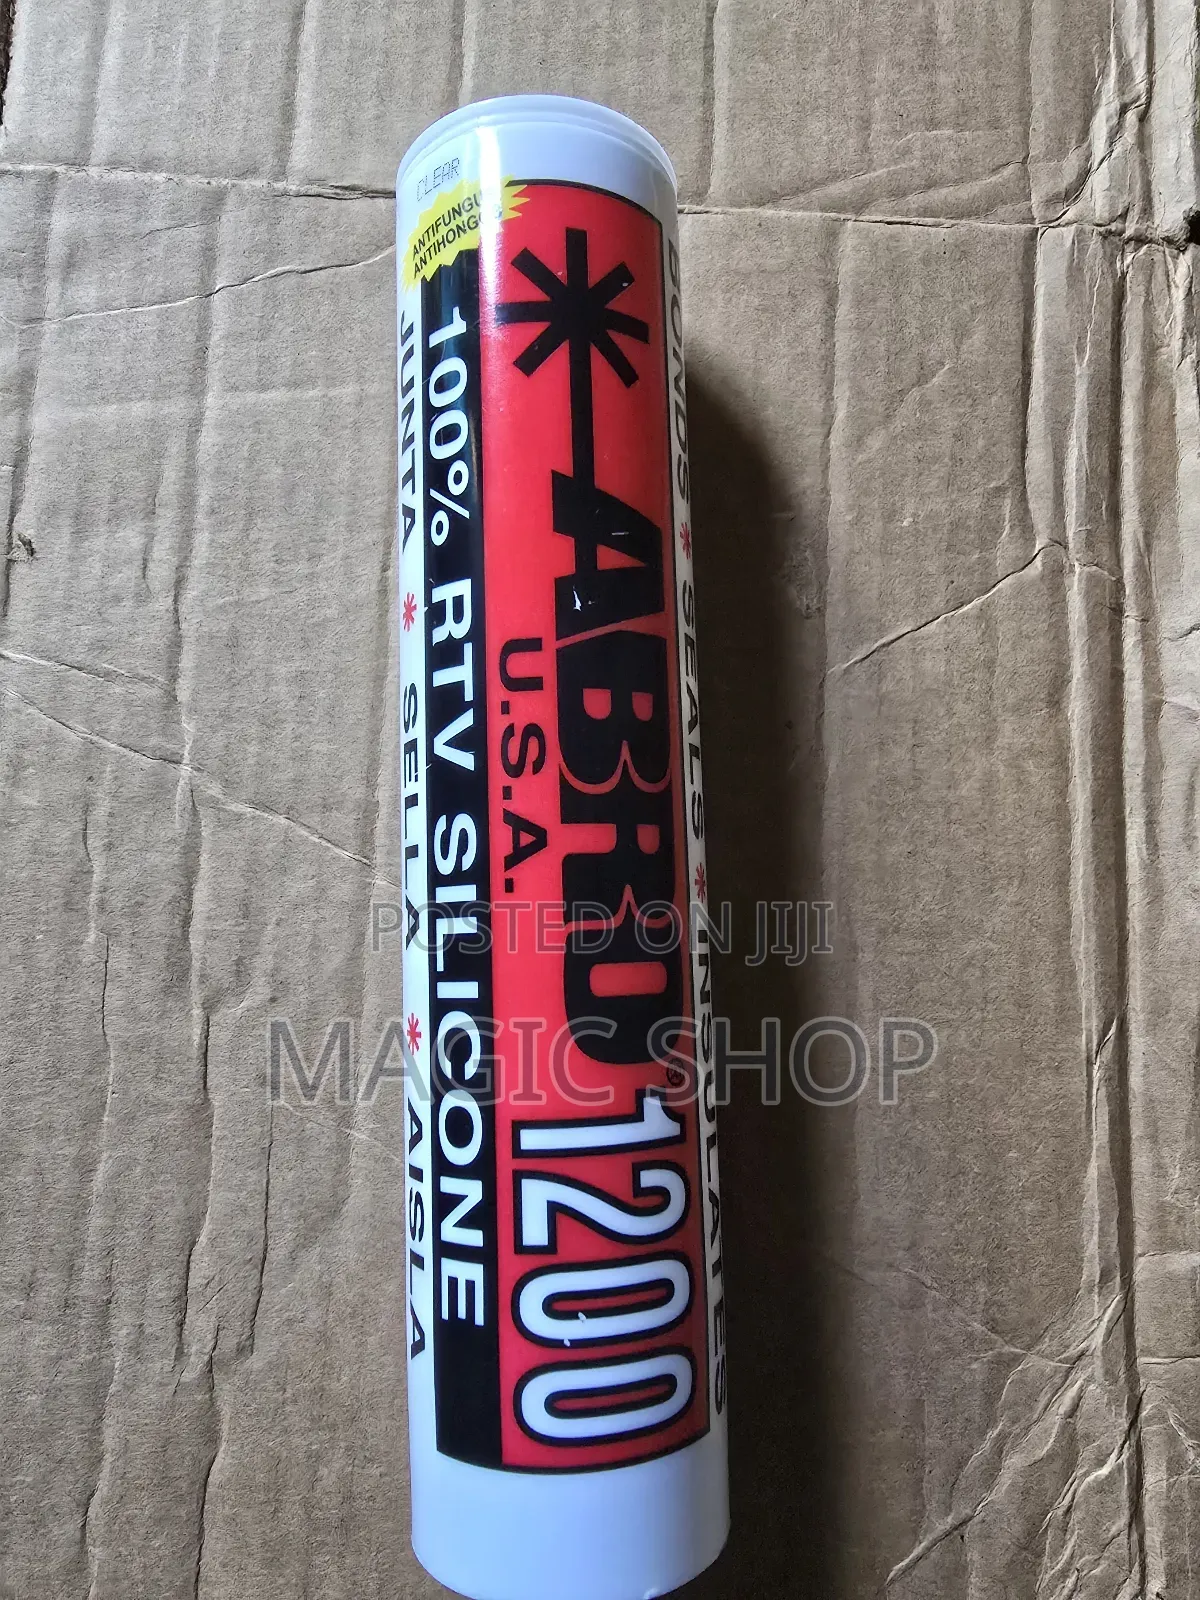 CLEAR
ANTIFUNGUS
ANTIHONGOS
BONDS * SEALS * INSULATES
ABRO® 1200
U.S.A.
100% RTV SILICONE
JUNTA * SELLA * AISLA
POSTED ON JIJI
MAGIC SHOP